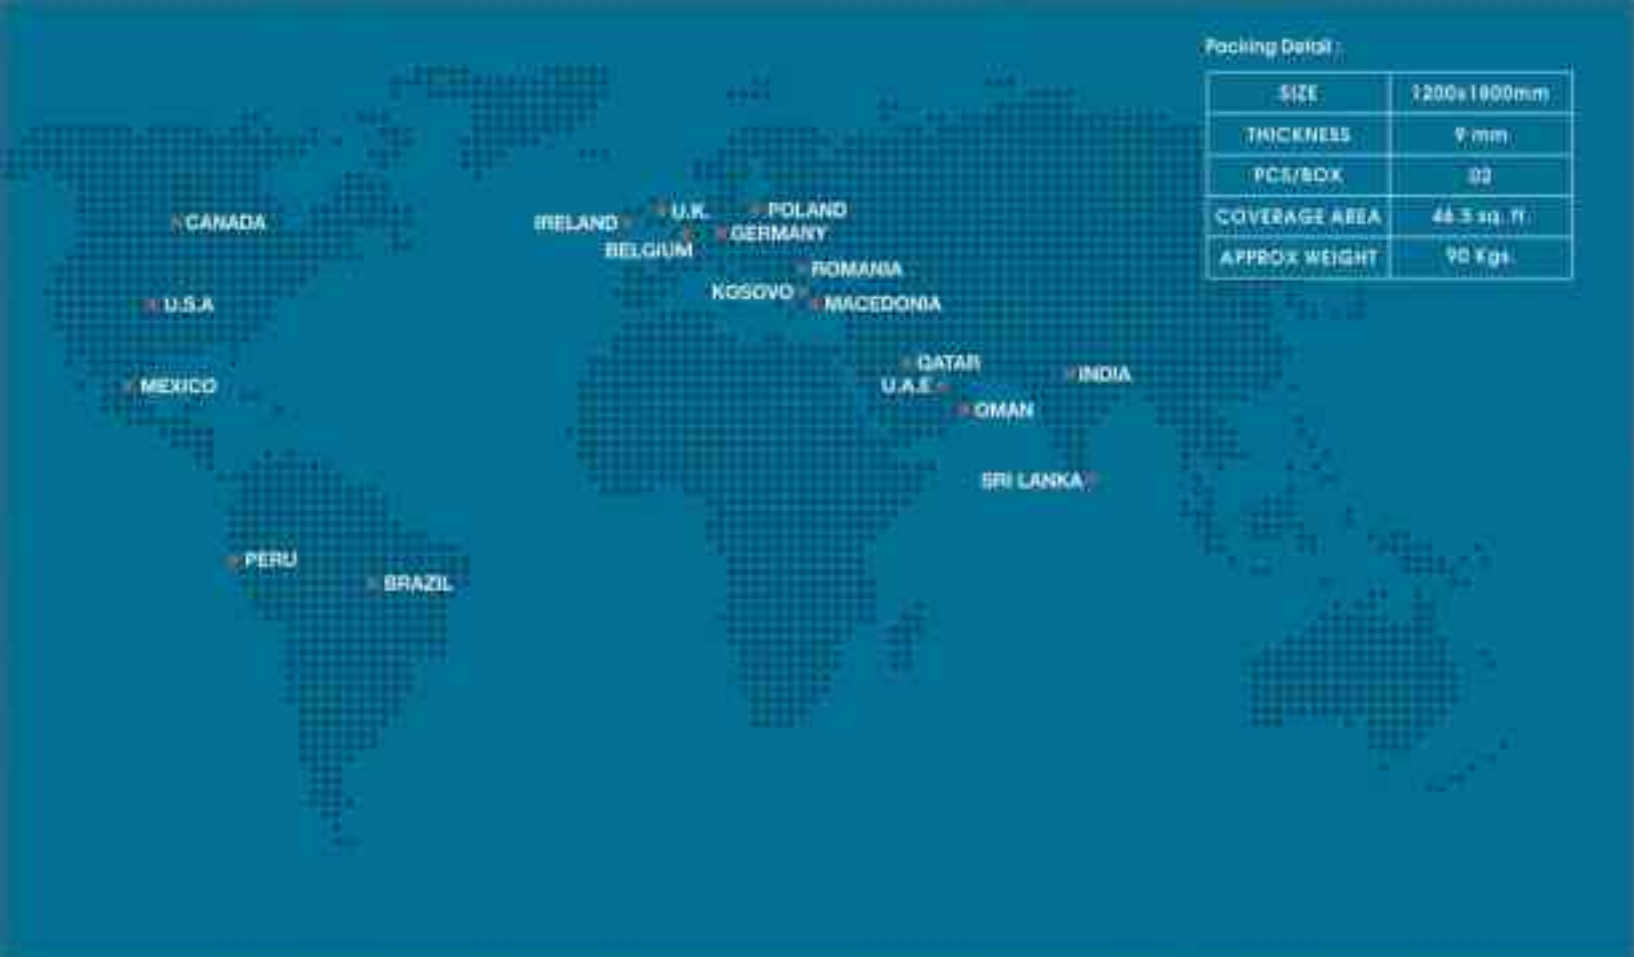 Packing Detail :
SIZE 1200x1800mm
THICKNESS 9 mm
PCS/BOX 02
COVERAGE AREA 46.5 sq. ft.
APPROX WEIGHT 90 Kgs.
CANADA
U.S.A
MEXICO
PERU
BRAZIL
IRELAND
U.K.
POLAND
BELGIUM
GERMANY
ROMANIA
KOSOVO
MACEDONIA
QATAR
U.A.E.
OMAN
INDIA
SRI LANKA